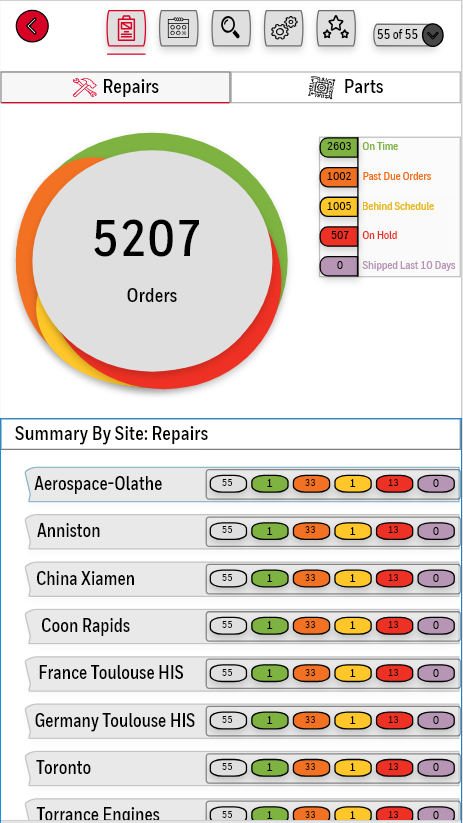 55 of 55
Repairs
Parts
5207
Orders
2603 On Time
1002 Past Due Orders
1005 Behind Schedule
507 On Hold
0 Shipped Last 10 Days
Summary By Site: Repairs
Aerospace-Olathe 55 1 33 1 13 0
Anniston 55 1 33 1 13 0
China Xiamen 55 1 33 1 13 0
Coon Rapids 55 1 33 1 13 0
France Toulouse HIS 55 1 33 1 13 0
Germany Toulouse HIS 55 1 33 1 13 0
Toronto 55 1 33 1 13 0
Torrance Engines 55 1 33 1 13 0